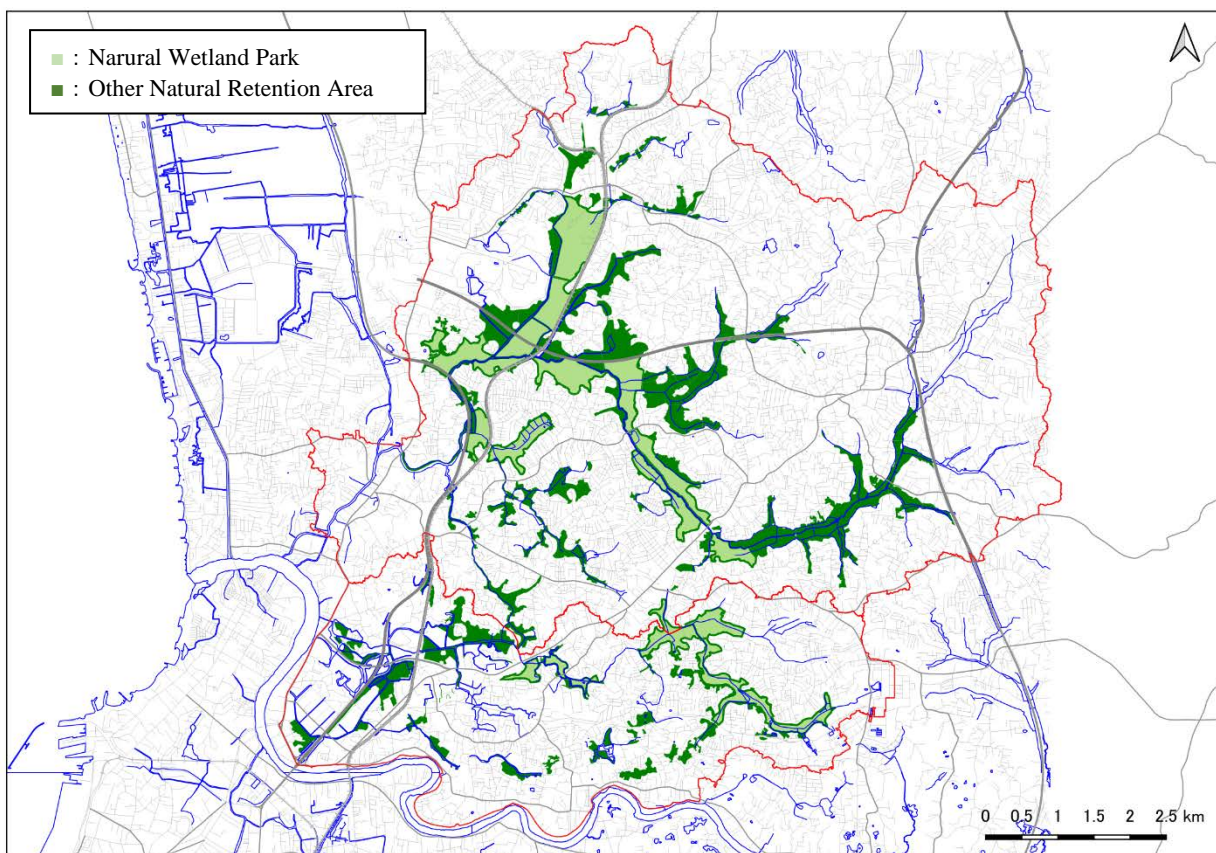 : Narural Wetland Park
: Other Natural Retention Area
0 0.5 1 1.5 2 2.5 km